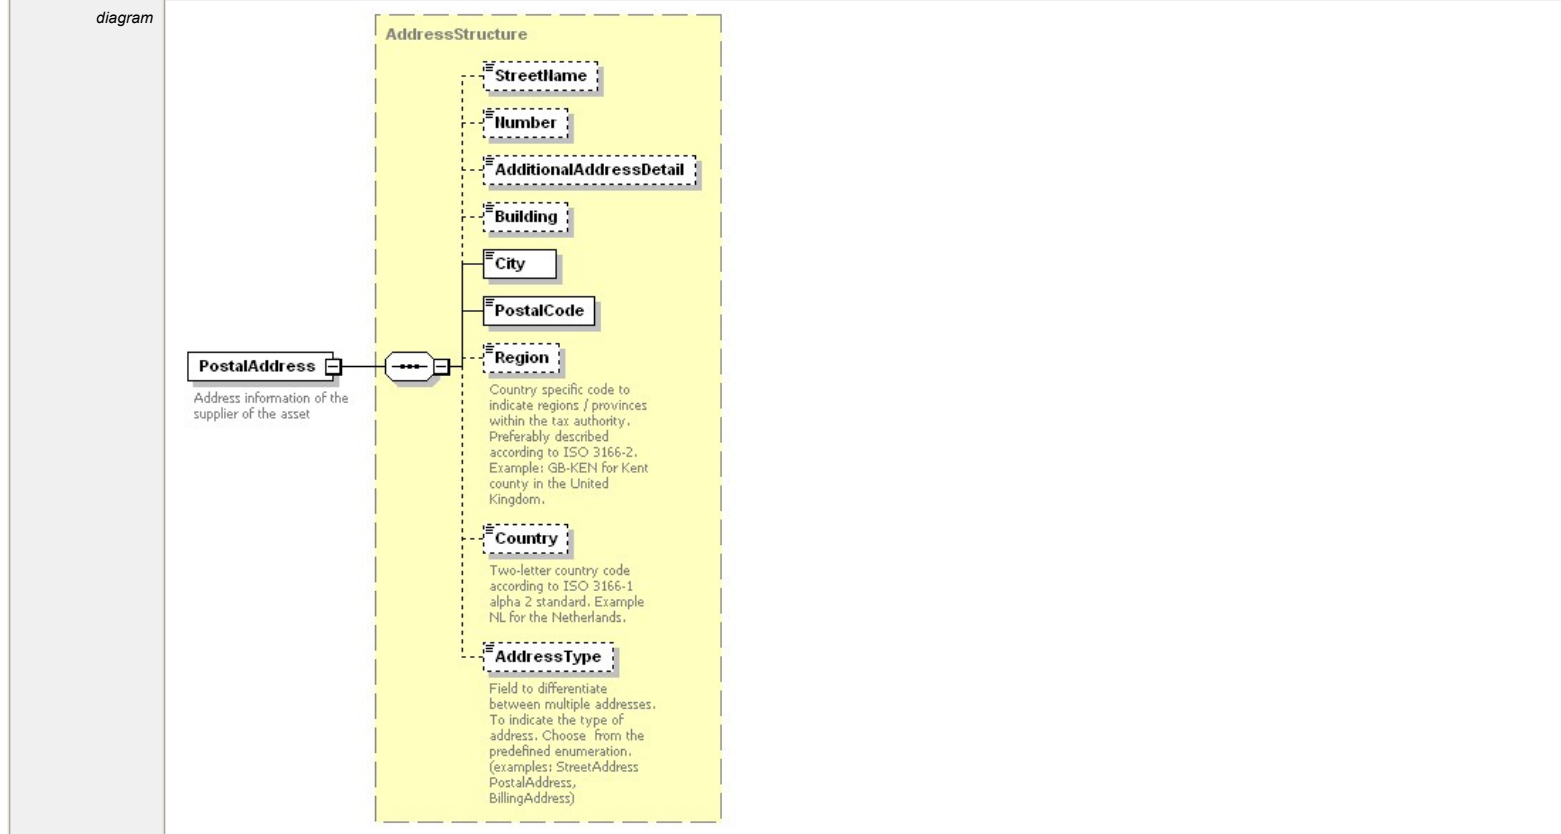 diagram
AddressStructure
StreetName
Number
AdditionalAddressDetail
Building
City
PostalCode
Region
Country specific code to
indicate regions / provinces
within the tax authority.
Preferably described
according to ISO 3166-2.
Example: GB-KEN for Kent
county in the United
Kingdom.
PostalAddress
Address information of the
supplier of the asset
Country
Two-letter country code
according to ISO 3166-1
alpha 2 standard. Example
NL for the Netherlands.
AddressType
Field to differentiate
between multiple addresses.
To indicate the type of
address. Choose  from the
predefined enumeration.
(examples: StreetAddress
PostalAddress,
BillingAddress)